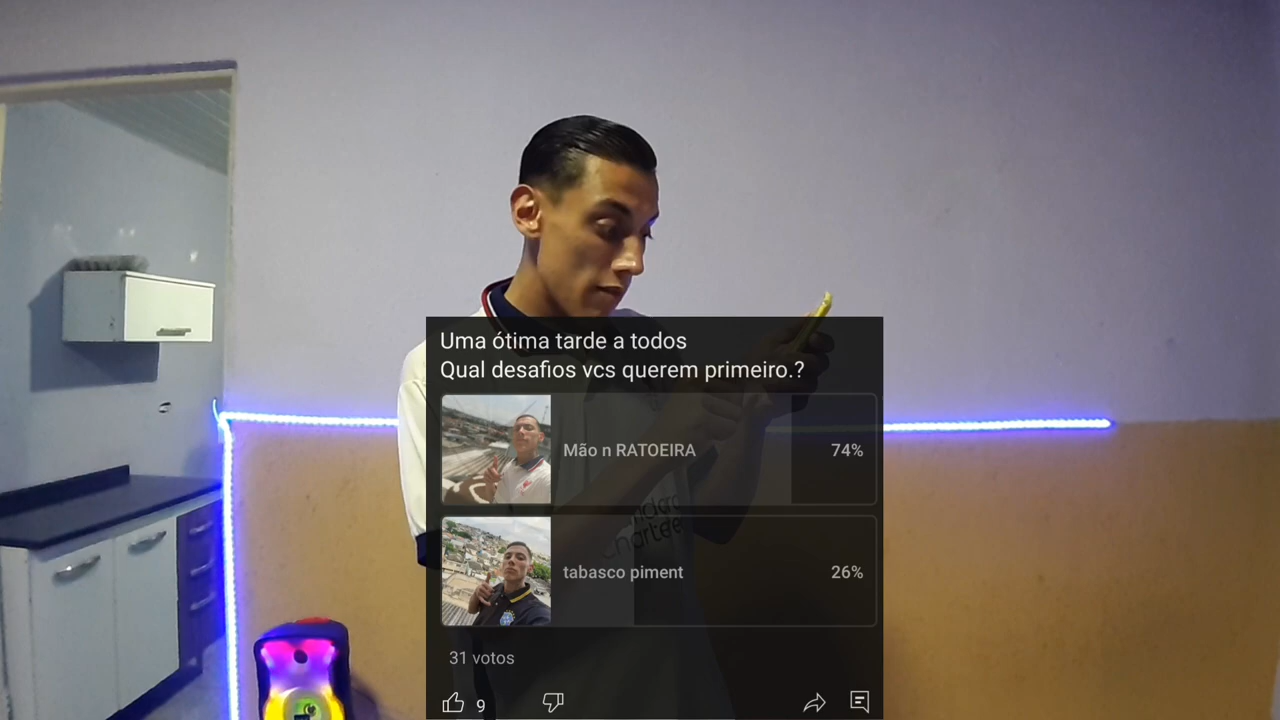 Uma ótima tarde a todos
Qual desafios vcs querem primeiro.?
Mão n RATOEIRA
74%
tabasco piment
26%
31 votos
9